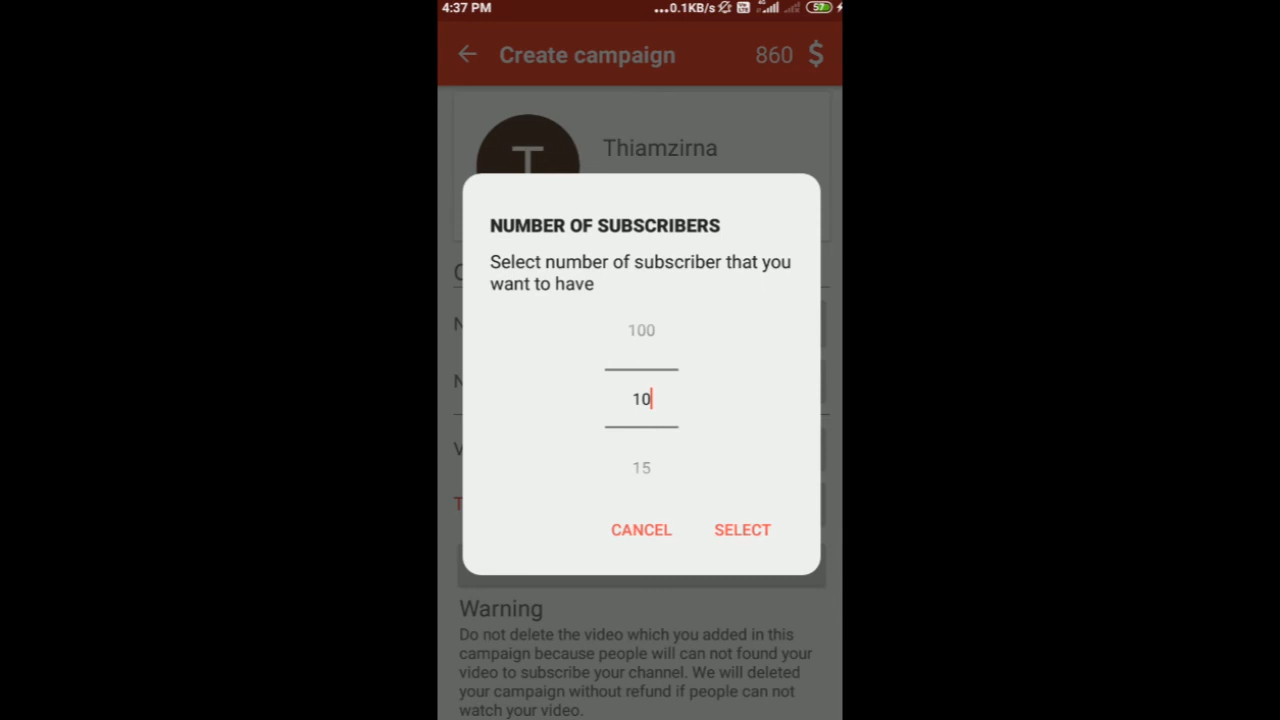 4:37 PM
...0.1KB/s
4G
57
Create campaign
860 $
T
Thiamzirna
NUMBER OF SUBSCRIBERS
Select number of subscriber that you
want to have
100
10
15
CANCEL
SELECT
Warning
Do not delete the video which you added in this
campaign because people will can not found your
video to subscribe your channel. We will deleted
your campaign without refund if people can not
watch your video.